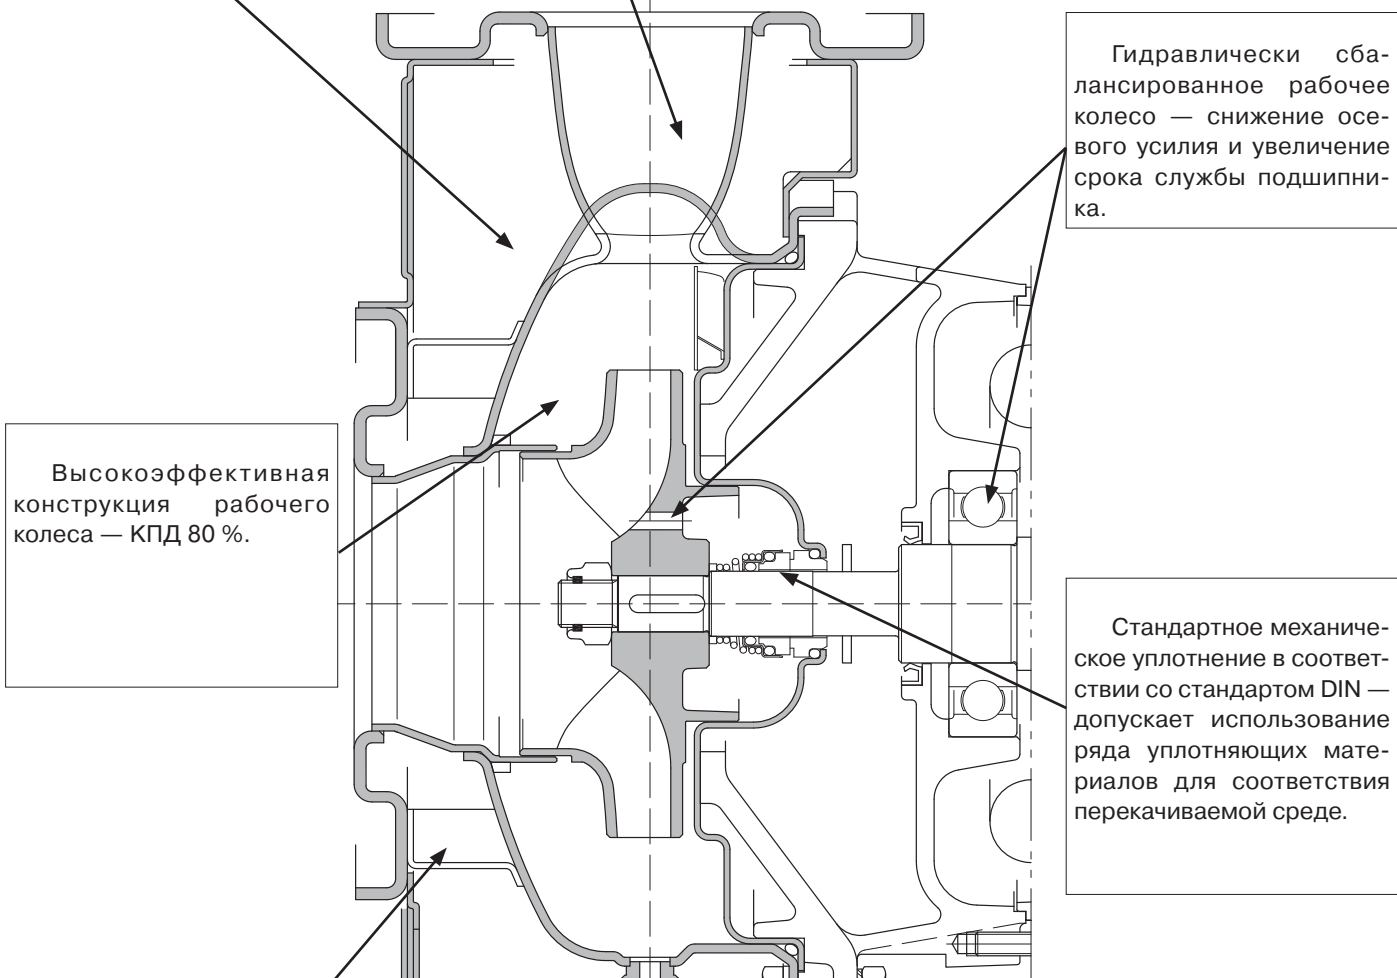 Гидравлически сба-
лансированное рабочее
колесо — снижение осе-
вого усилия и увеличение
срока службы подшипни-
ка.
Высокоэффективная
конструкция рабочего
колеса — КПД 80 %.
Стандартное механиче-
ское уплотнение в соответ-
ствии со стандартом DIN —
допускает использование
ряда уплотняющих мате-
риалов для соответствия
перекачиваемой среде.